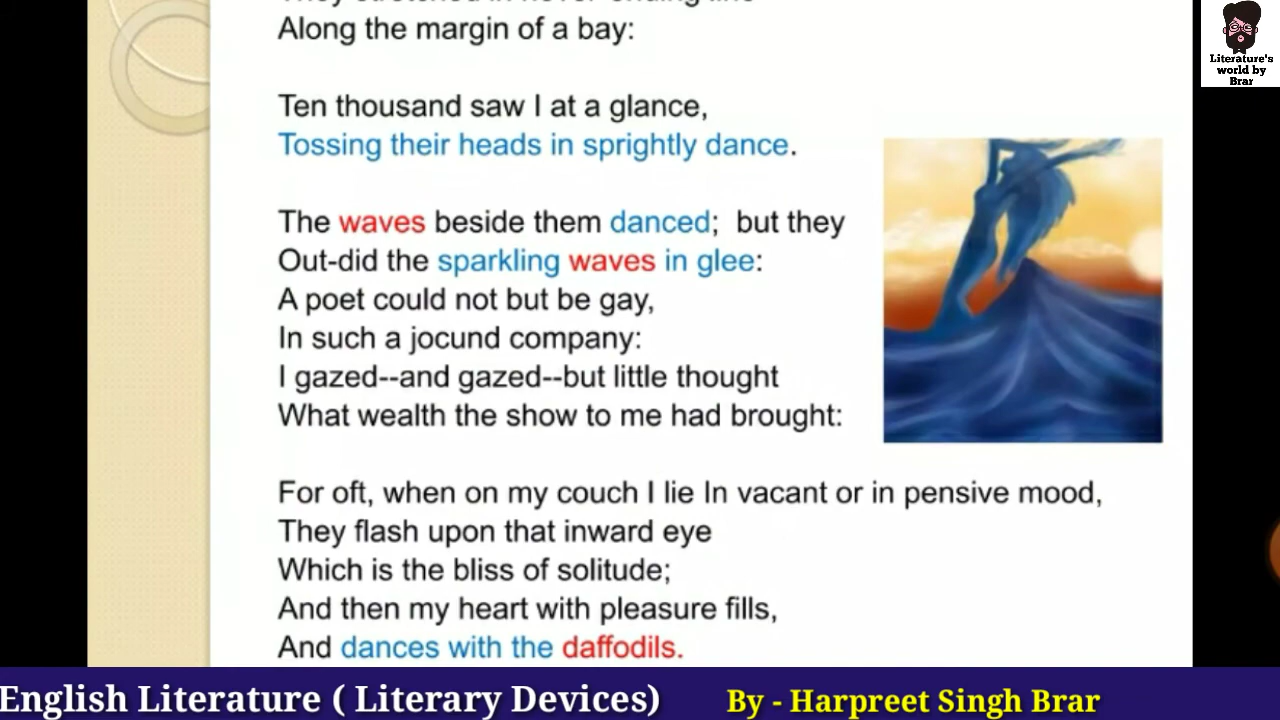 Along the margin of a bay:
Ten thousand saw I at a glance,
Tossing their heads in sprightly dance.
The waves beside them danced; but they
Out-did the sparkling waves in glee:
A poet could not but be gay,
In such a jocund company:
I gazed--and gazed--but little thought
What wealth the show to me had brought:
For oft, when on my couch I lie In vacant or in pensive mood,
They flash upon that inward eye
Which is the bliss of solitude;
And then my heart with pleasure fills,
And dances with the daffodils.
Literature's
world by
Brar
English Literature ( Literary Devices) By - Harpreet Singh Brar